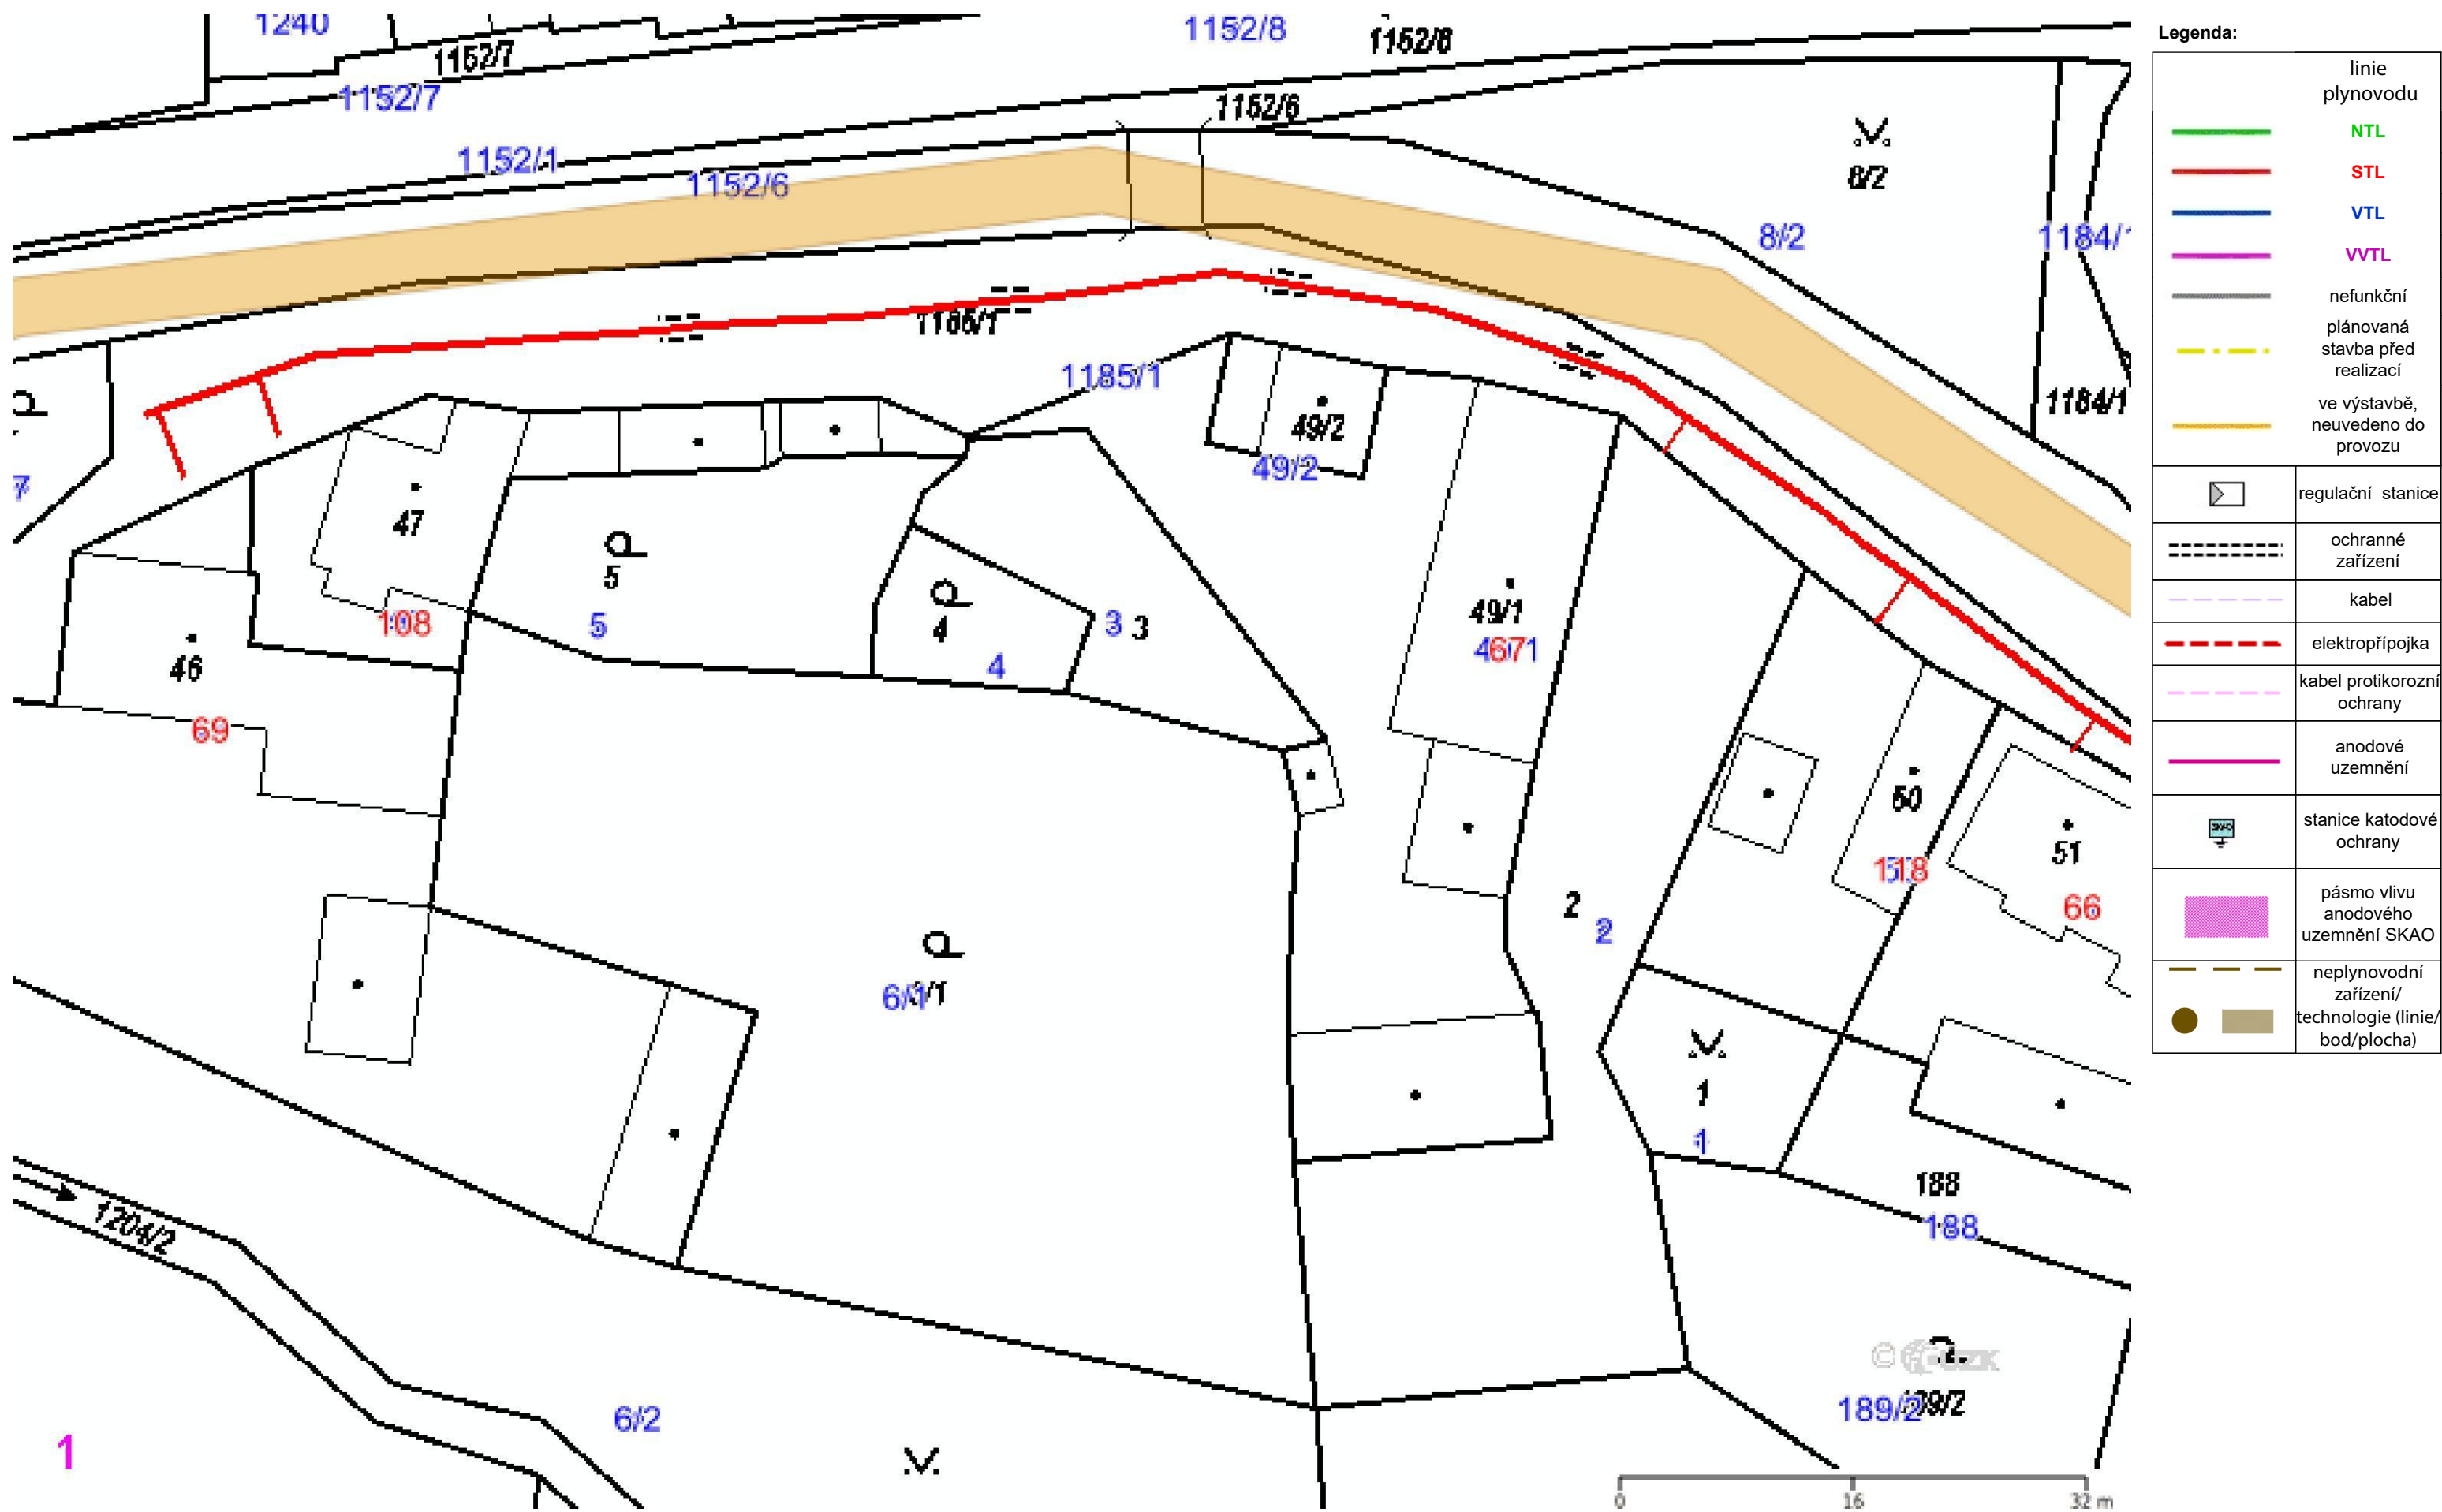 1240
1152/8
1152/6
1152/7
1152/7
1152/6
1152/1
1152/6
8/2
8/2
1184/1
1185/1
1185/1
1184/1
49/2
49/2
7
47
5
108
5
4
3
3
4
49/1
67
46
69
50
118
51
66
2
2
6/1
1
1
188
188
1204/2
189/2
6/2
1
0 16 32 m
Legenda:
linie
plynovodu
NTL
STL
VTL
VVTL
nefunkční
plánovaná
stavba před
realizací
ve výstavbě,
neuvedeno do
provozu
regulační stanice
ochranné
zařízení
kabel
elektropřípojka
kabel protikorozní
ochrany
anodové
uzemnění
SKAO
stanice katodové
ochrany
pásmo vlivu
anodového
uzemnění SKAO
neplynovodní
zařízení/
technologie (linie/
bod/plocha)